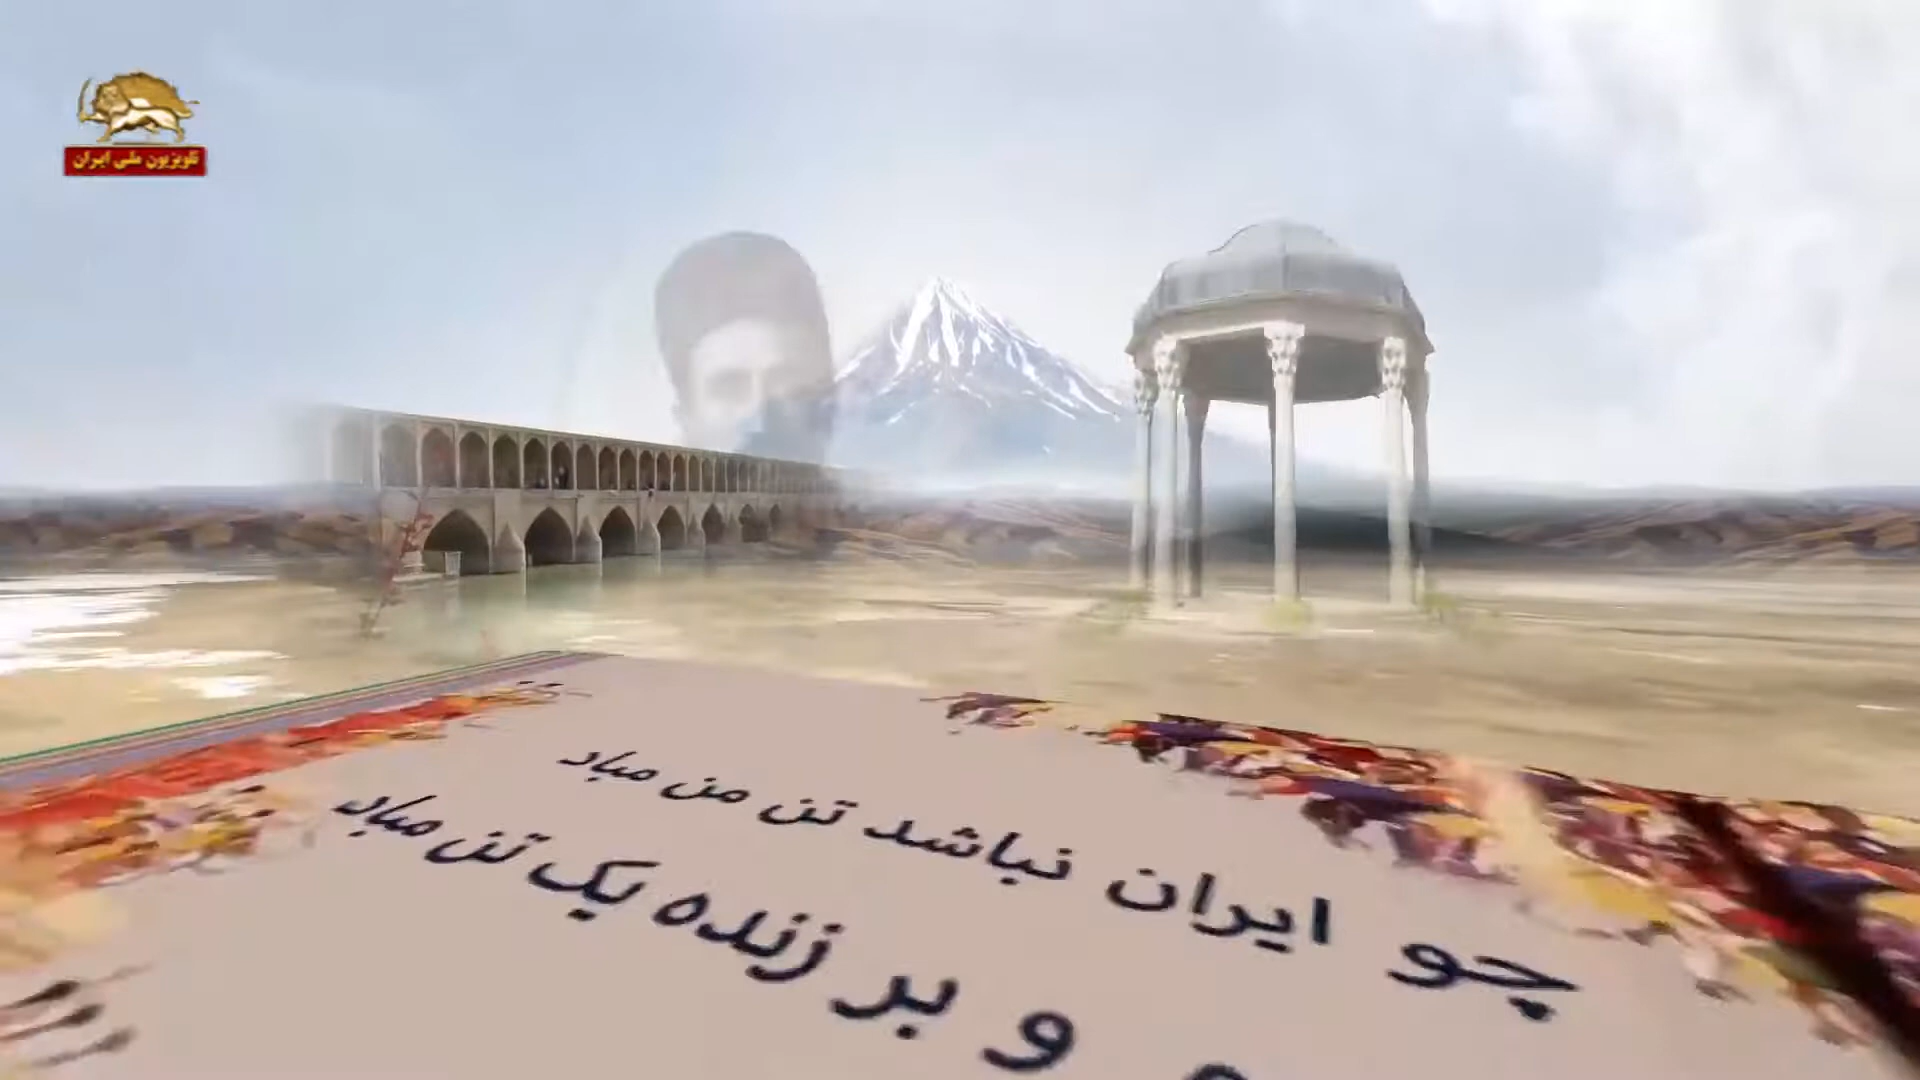 تلویزیون ملی ایران
چو ایران نباشد تن من مباد
و بر زنده یک تن مباد